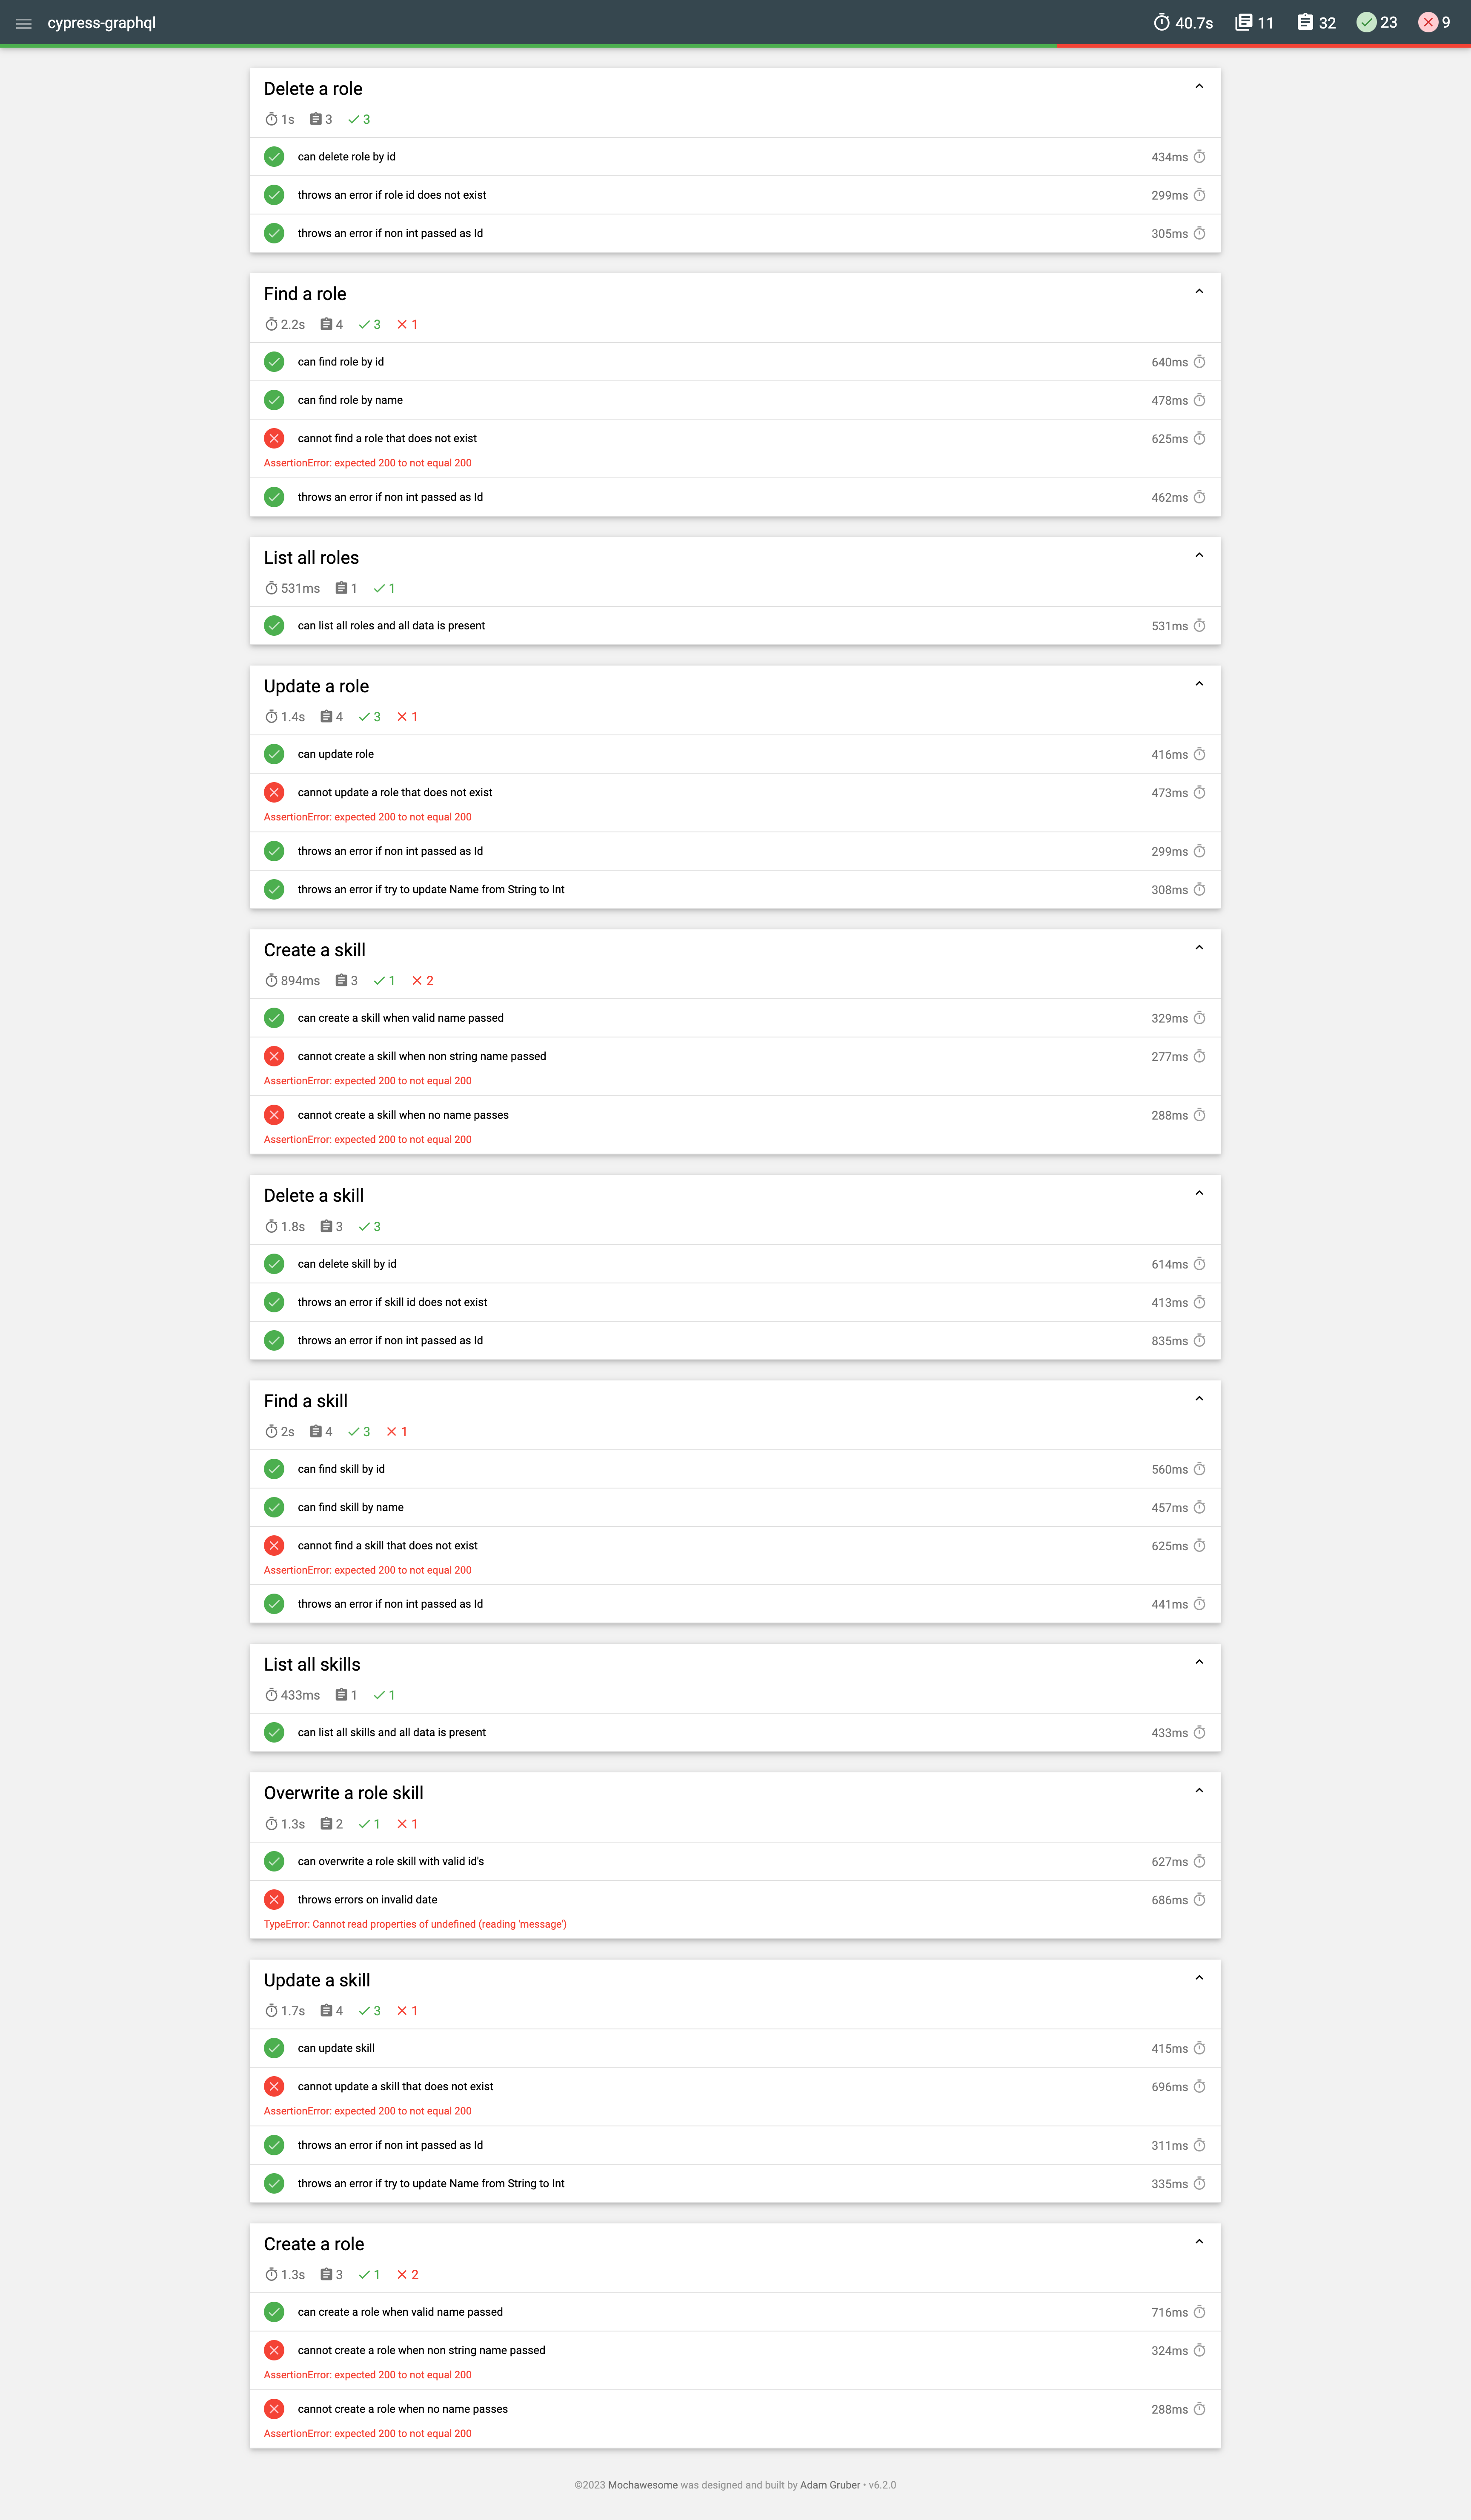 cypress-graphql 40.7s 11 32 23 9
Delete a role
1s 3 3
can delete role by id 434ms
throws an error if role id does not exist 299ms
throws an error if non int passed as Id 305ms
Find a role
2.2s 4 3 1
can find role by id 640ms
can find role by name 478ms
cannot find a role that does not exist 625ms
AssertionError: expected 200 to not equal 200
throws an error if non int passed as Id 462ms
List all roles
531ms 1 1
can list all roles and all data is present 531ms
Update a role
1.4s 4 3 1
can update role 416ms
cannot update a role that does not exist 473ms
AssertionError: expected 200 to not equal 200
throws an error if non int passed as Id 299ms
throws an error if try to update Name from String to Int 308ms
Create a skill
894ms 3 1 2
can create a skill when valid name passed 329ms
cannot create a skill when non string name passed 277ms
AssertionError: expected 200 to not equal 200
cannot create a skill when no name passes 288ms
AssertionError: expected 200 to not equal 200
Delete a skill
1.8s 3 3
can delete skill by id 614ms
throws an error if skill id does not exist 413ms
throws an error if non int passed as Id 835ms
Find a skill
2s 4 3 1
can find skill by id 560ms
can find skill by name 457ms
cannot find a skill that does not exist 625ms
AssertionError: expected 200 to not equal 200
throws an error if non int passed as Id 441ms
List all skills
433ms 1 1
can list all skills and all data is present 433ms
Overwrite a role skill
1.3s 2 1 1
can overwrite a role skill with valid id's 627ms
throws errors on invalid date 686ms
TypeError: Cannot read properties of undefined (reading 'message')
Update a skill
1.7s 4 3 1
can update skill 415ms
cannot update a skill that does not exist 696ms
AssertionError: expected 200 to not equal 200
throws an error if non int passed as Id 311ms
throws an error if try to update Name from String to Int 335ms
Create a role
1.3s 3 1 2
can create a role when valid name passed 716ms
cannot create a role when non string name passed 324ms
AssertionError: expected 200 to not equal 200
cannot create a role when no name passes 288ms
AssertionError: expected 200 to not equal 200
©2023 Mochawesome was designed and built by Adam Gruber • v6.2.0